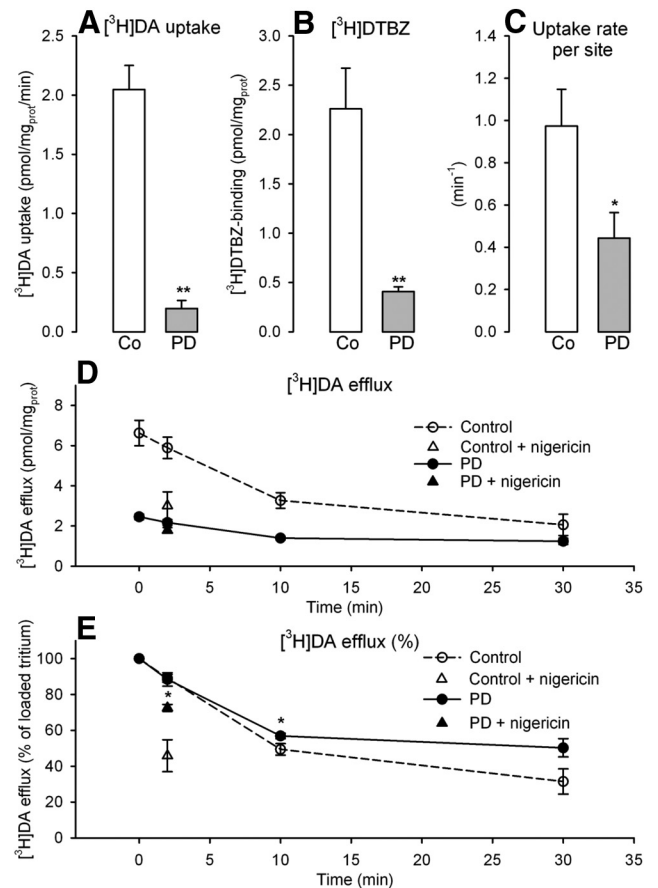 A [³H]DA uptake
[³H]DA uptake (pmol/mgprot/min)
2.5
2.0
1.5
1.0
0.5
0.0
**
Co PD
B [³H]DTBZ
[³H]DTBZ-binding (pmol/mgprot)
3.0
2.5
2.0
1.5
1.0
0.5
0.0
**
Co PD
C Uptake rate
per site
(min⁻¹)
1.4
1.2
1.0
0.8
0.6
0.4
0.2
0.0
*
Co PD
D [³H]DA efflux
[³H]DA efflux (pmol/mgprot)
8
6
4
2
0
Control
Control + nigericin
PD
PD + nigericin
0 5 10 15 20 25 30 35
Time (min)
E [³H]DA efflux (%)
[³H]DA efflux (% of loaded tritium)
100
80
60
40
20
0
* *
Control
Control + nigericin
PD
PD + nigericin
0 5 10 15 20 25 30 35
Time (min)